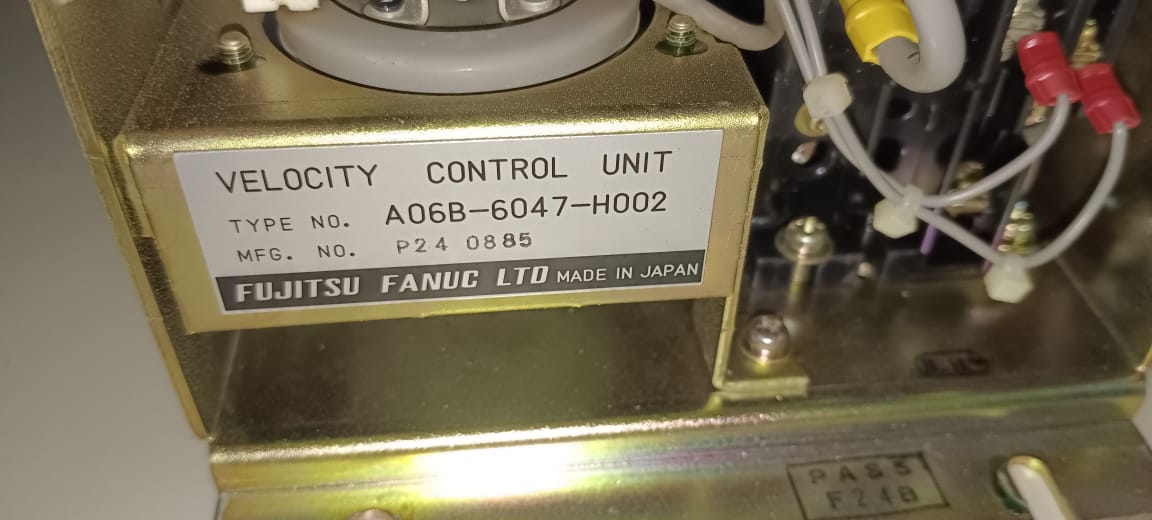 VELOCITY CONTROL UNIT
TYPE NO. A06B-6047-H002
MFG. NO. P24 0885
FUJITSU FANUC LTD MADE IN JAPAN
PAS5
F24B